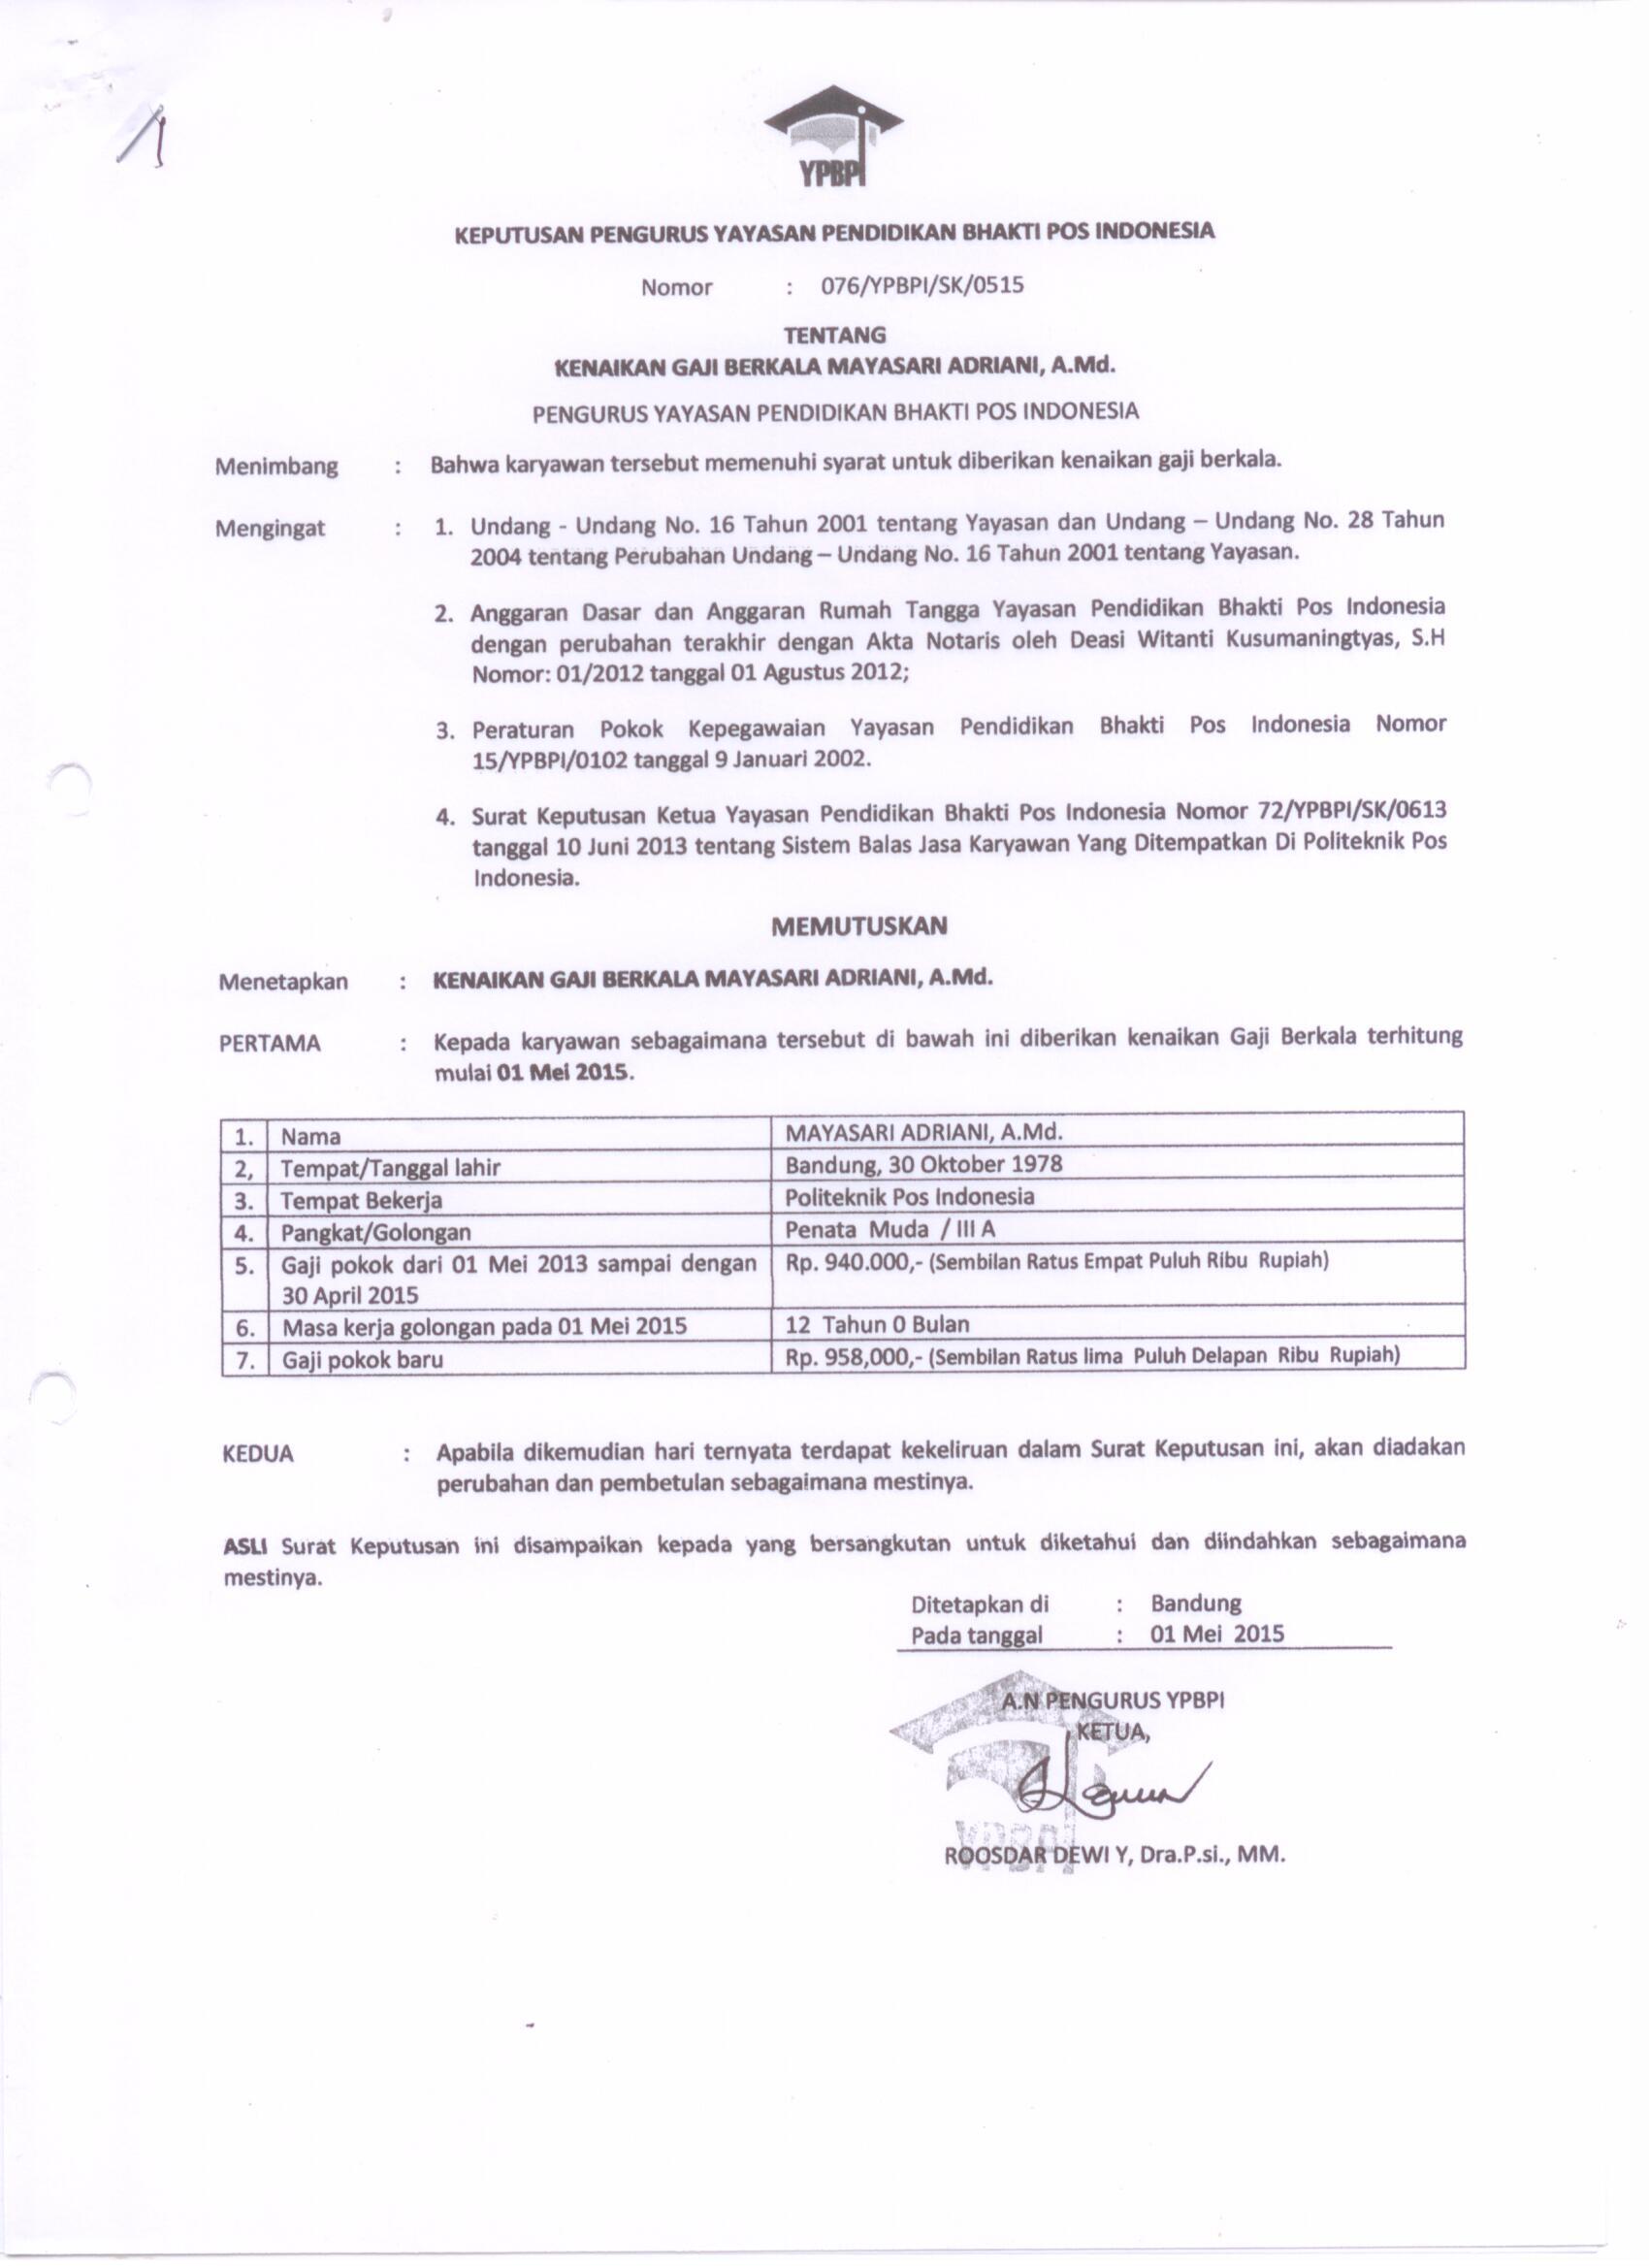 YPBPI
KEPUTUSAN PENGURUS YAYASAN PENDIDIKAN BHAKTI POS INDONESIA
Nomor : 076/YPBPI/SK/0515
TENTANG
KENAIKAN GAJI BERKALA MAYASARI ADRIANI, A.Md.
PENGURUS YAYASAN PENDIDIKAN BHAKTI POS INDONESIA
Menimbang : Bahwa karyawan tersebut memenuhi syarat untuk diberikan kenaikan gaji berkala.
Mengingat : 1. Undang - Undang No. 16 Tahun 2001 tentang Yayasan dan Undang – Undang No. 28 Tahun
2004 tentang Perubahan Undang – Undang No. 16 Tahun 2001 tentang Yayasan.
2. Anggaran Dasar dan Anggaran Rumah Tangga Yayasan Pendidikan Bhakti Pos Indonesia
dengan perubahan terakhir dengan Akta Notaris oleh Deasi Witanti Kusumaningtyas, S.H
Nomor: 01/2012 tanggal 01 Agustus 2012;
3. Peraturan Pokok Kepegawaian Yayasan Pendidikan Bhakti Pos Indonesia Nomor
15/YPBPI/0102 tanggal 9 Januari 2002.
4. Surat Keputusan Ketua Yayasan Pendidikan Bhakti Pos Indonesia Nomor 72/YPBPI/SK/0613
tanggal 10 Juni 2013 tentang Sistem Balas Jasa Karyawan Yang Ditempatkan Di Politeknik Pos
Indonesia.
MEMUTUSKAN
Menetapkan : KENAIKAN GAJI BERKALA MAYASARI ADRIANI, A.Md.
PERTAMA : Kepada karyawan sebagaimana tersebut di bawah ini diberikan kenaikan Gaji Berkala terhitung
mulai 01 Mei 2015.
1. Nama MAYASARI ADRIANI, A.Md.
2, Tempat/Tanggal lahir Bandung, 30 Oktober 1978
3. Tempat Bekerja Politeknik Pos Indonesia
4. Pangkat/Golongan Penata Muda / III A
5. Gaji pokok dari 01 Mei 2013 sampai dengan Rp. 940.000,- (Sembilan Ratus Empat Puluh Ribu Rupiah)
30 April 2015
6. Masa kerja golongan pada 01 Mei 2015 12 Tahun 0 Bulan
7. Gaji pokok baru Rp. 958,000,- (Sembilan Ratus lima Puluh Delapan Ribu Rupiah)
KEDUA : Apabila dikemudian hari ternyata terdapat kekeliruan dalam Surat Keputusan ini, akan diadakan
perubahan dan pembetulan sebagaimana mestinya.
ASLI Surat Keputusan ini disampaikan kepada yang bersangkutan untuk diketahui dan diindahkan sebagaimana
mestinya.
Ditetapkan di : Bandung
Pada tanggal : 01 Mei 2015
A.N PENGURUS YPBPI
KETUA,
YPBPI
ROOSDAR DEWI Y, Dra.P.si., MM.